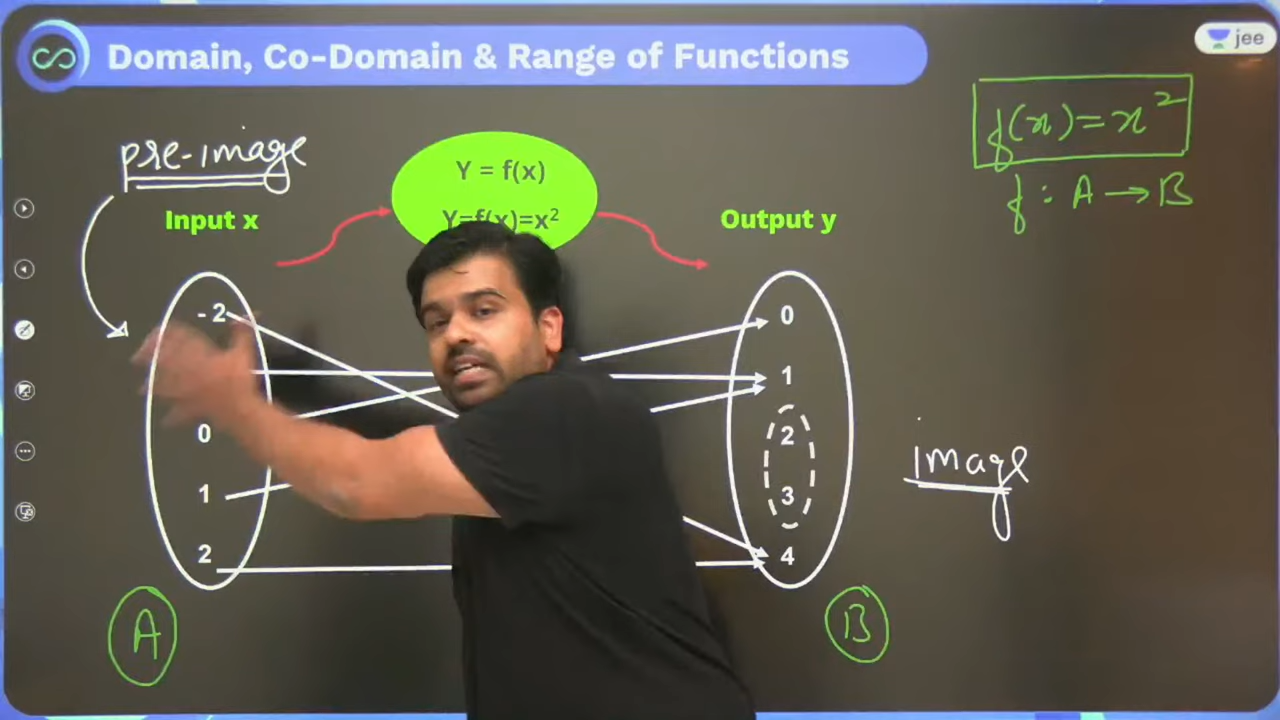 Domain, Co-Domain & Range of Functions
jee
f(x)=x²
f : A → B
pre-image
Y = f(x)
Y=f(x)=x²
Input x
Output y
- 2
0
1
2
0
1
2
3
4
image
A
B